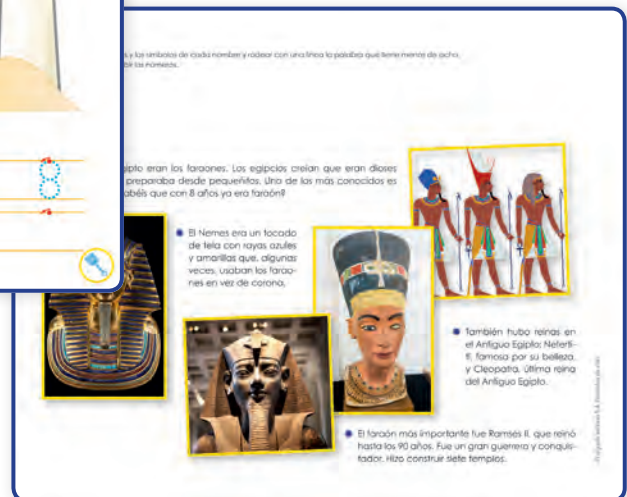 s y los símbolos de cada nombre y rodear con una línea la palabra que tiene menos de ocho.
bir los números.
8
gipto eran los faraones. Los egipcios creían que eran dioses
preparaba desde pequeñitos. Uno de los más conocidos es
abéis que con 8 años ya era faraón?
El Nemes era un tocado
de tela con rayas azules
y amarillas que, algunas
veces, usaban los farao-
nes en vez de corona.
También hubo reinas en
el Antiguo Egipto: Neferti-
ti, famosa por su belleza,
y Cleopatra, última reina
del Antiguo Egipto.
El faraón más importante fue Ramsés II, que reinó
hasta los 90 años. Fue un gran guerrero y conquis-
tador. Hizo construir siete templos.